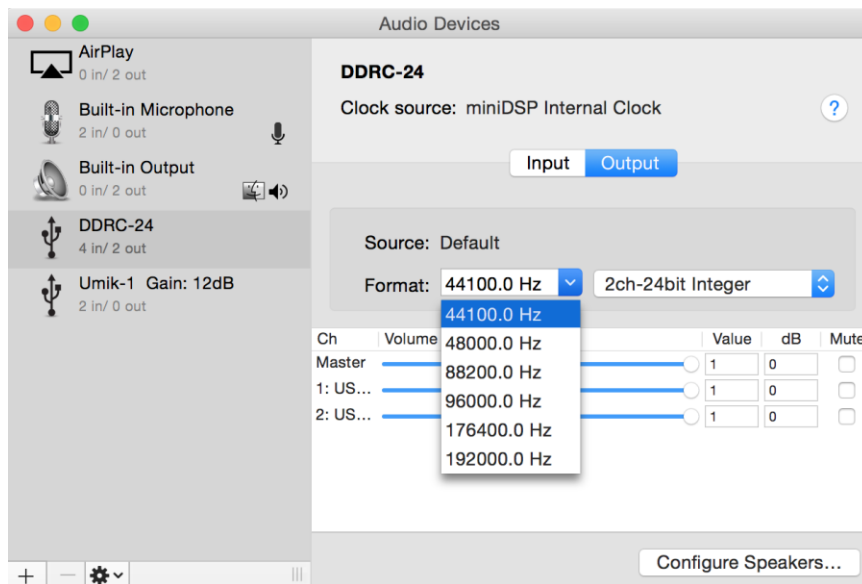 Audio Devices
AirPlay
0 in/ 2 out
Built-in Microphone
2 in/ 0 out
Built-in Output
0 in/ 2 out
DDRC-24
4 in/ 2 out
Umik-1 Gain: 12dB
2 in/ 0 out
DDRC-24
Clock source: miniDSP Internal Clock
?
Input Output
Source: Default
Format: 44100.0 Hz 2ch-24bit Integer
44100.0 Hz
48000.0 Hz
88200.0 Hz
96000.0 Hz
176400.0 Hz
192000.0 Hz
Ch Volume Value dB Mute
Master 1 0
1: US... 1 0
2: US... 1 0
Configure Speakers...